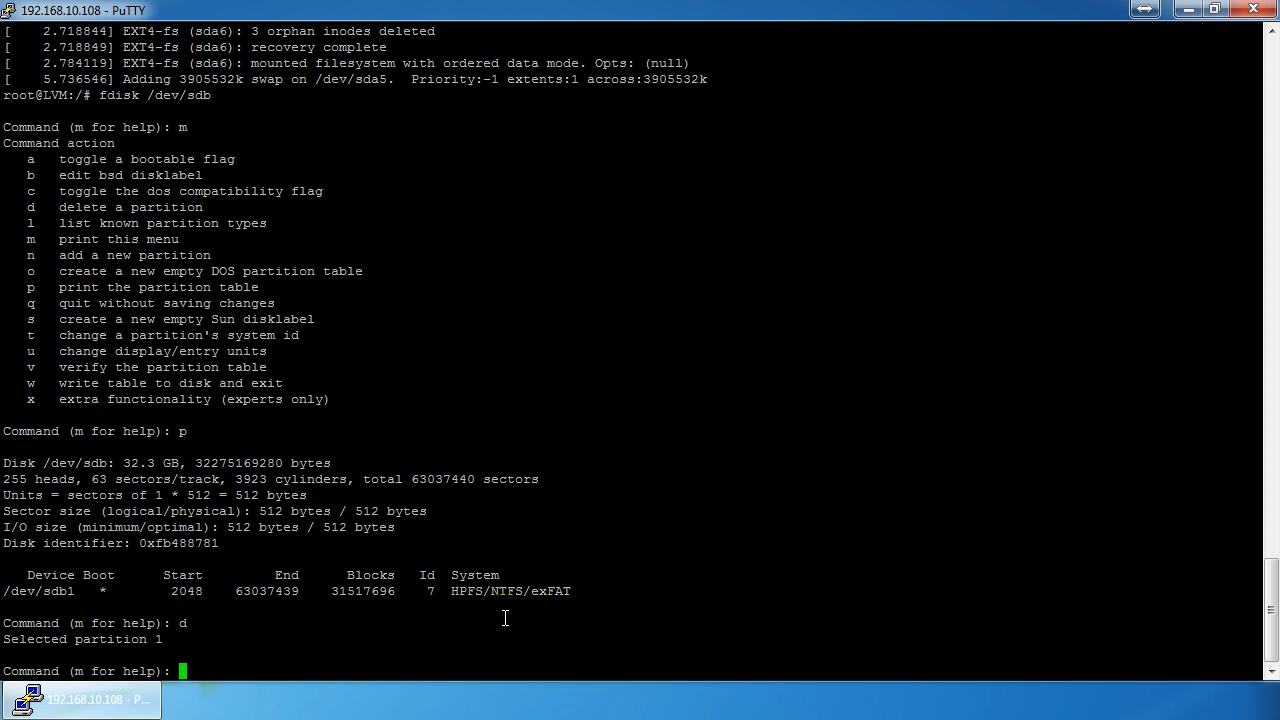 192.168.10.108 - PuTTY
[    2.718844] EXT4-fs (sda6): 3 orphan inodes deleted
[    2.718849] EXT4-fs (sda6): recovery complete
[    2.784119] EXT4-fs (sda6): mounted filesystem with ordered data mode. Opts: (null)
[    5.736546] Adding 3905532k swap on /dev/sda5.  Priority:-1 extents:1 across:3905532k
root@LVM:/# fdisk /dev/sdb
Command (m for help): m
Command action
   a   toggle a bootable flag
   b   edit bsd disklabel
   c   toggle the dos compatibility flag
   d   delete a partition
   l   list known partition types
   m   print this menu
   n   add a new partition
   o   create a new empty DOS partition table
   p   print the partition table
   q   quit without saving changes
   s   create a new empty Sun disklabel
   t   change a partition's system id
   u   change display/entry units
   v   verify the partition table
   w   write table to disk and exit
   x   extra functionality (experts only)
Command (m for help): p
Disk /dev/sdb: 32.3 GB, 32275169280 bytes
255 heads, 63 sectors/track, 3923 cylinders, total 63037440 sectors
Units = sectors of 1 * 512 = 512 bytes
Sector size (logical/physical): 512 bytes / 512 bytes
I/O size (minimum/optimal): 512 bytes / 512 bytes
Disk identifier: 0xfb488781
   Device Boot      Start         End      Blocks   Id  System
/dev/sdb1   *        2048    63037439    31517696    7  HPFS/NTFS/exFAT
Command (m for help): d
Selected partition 1
Command (m for help):
192.168.10.108 - P...